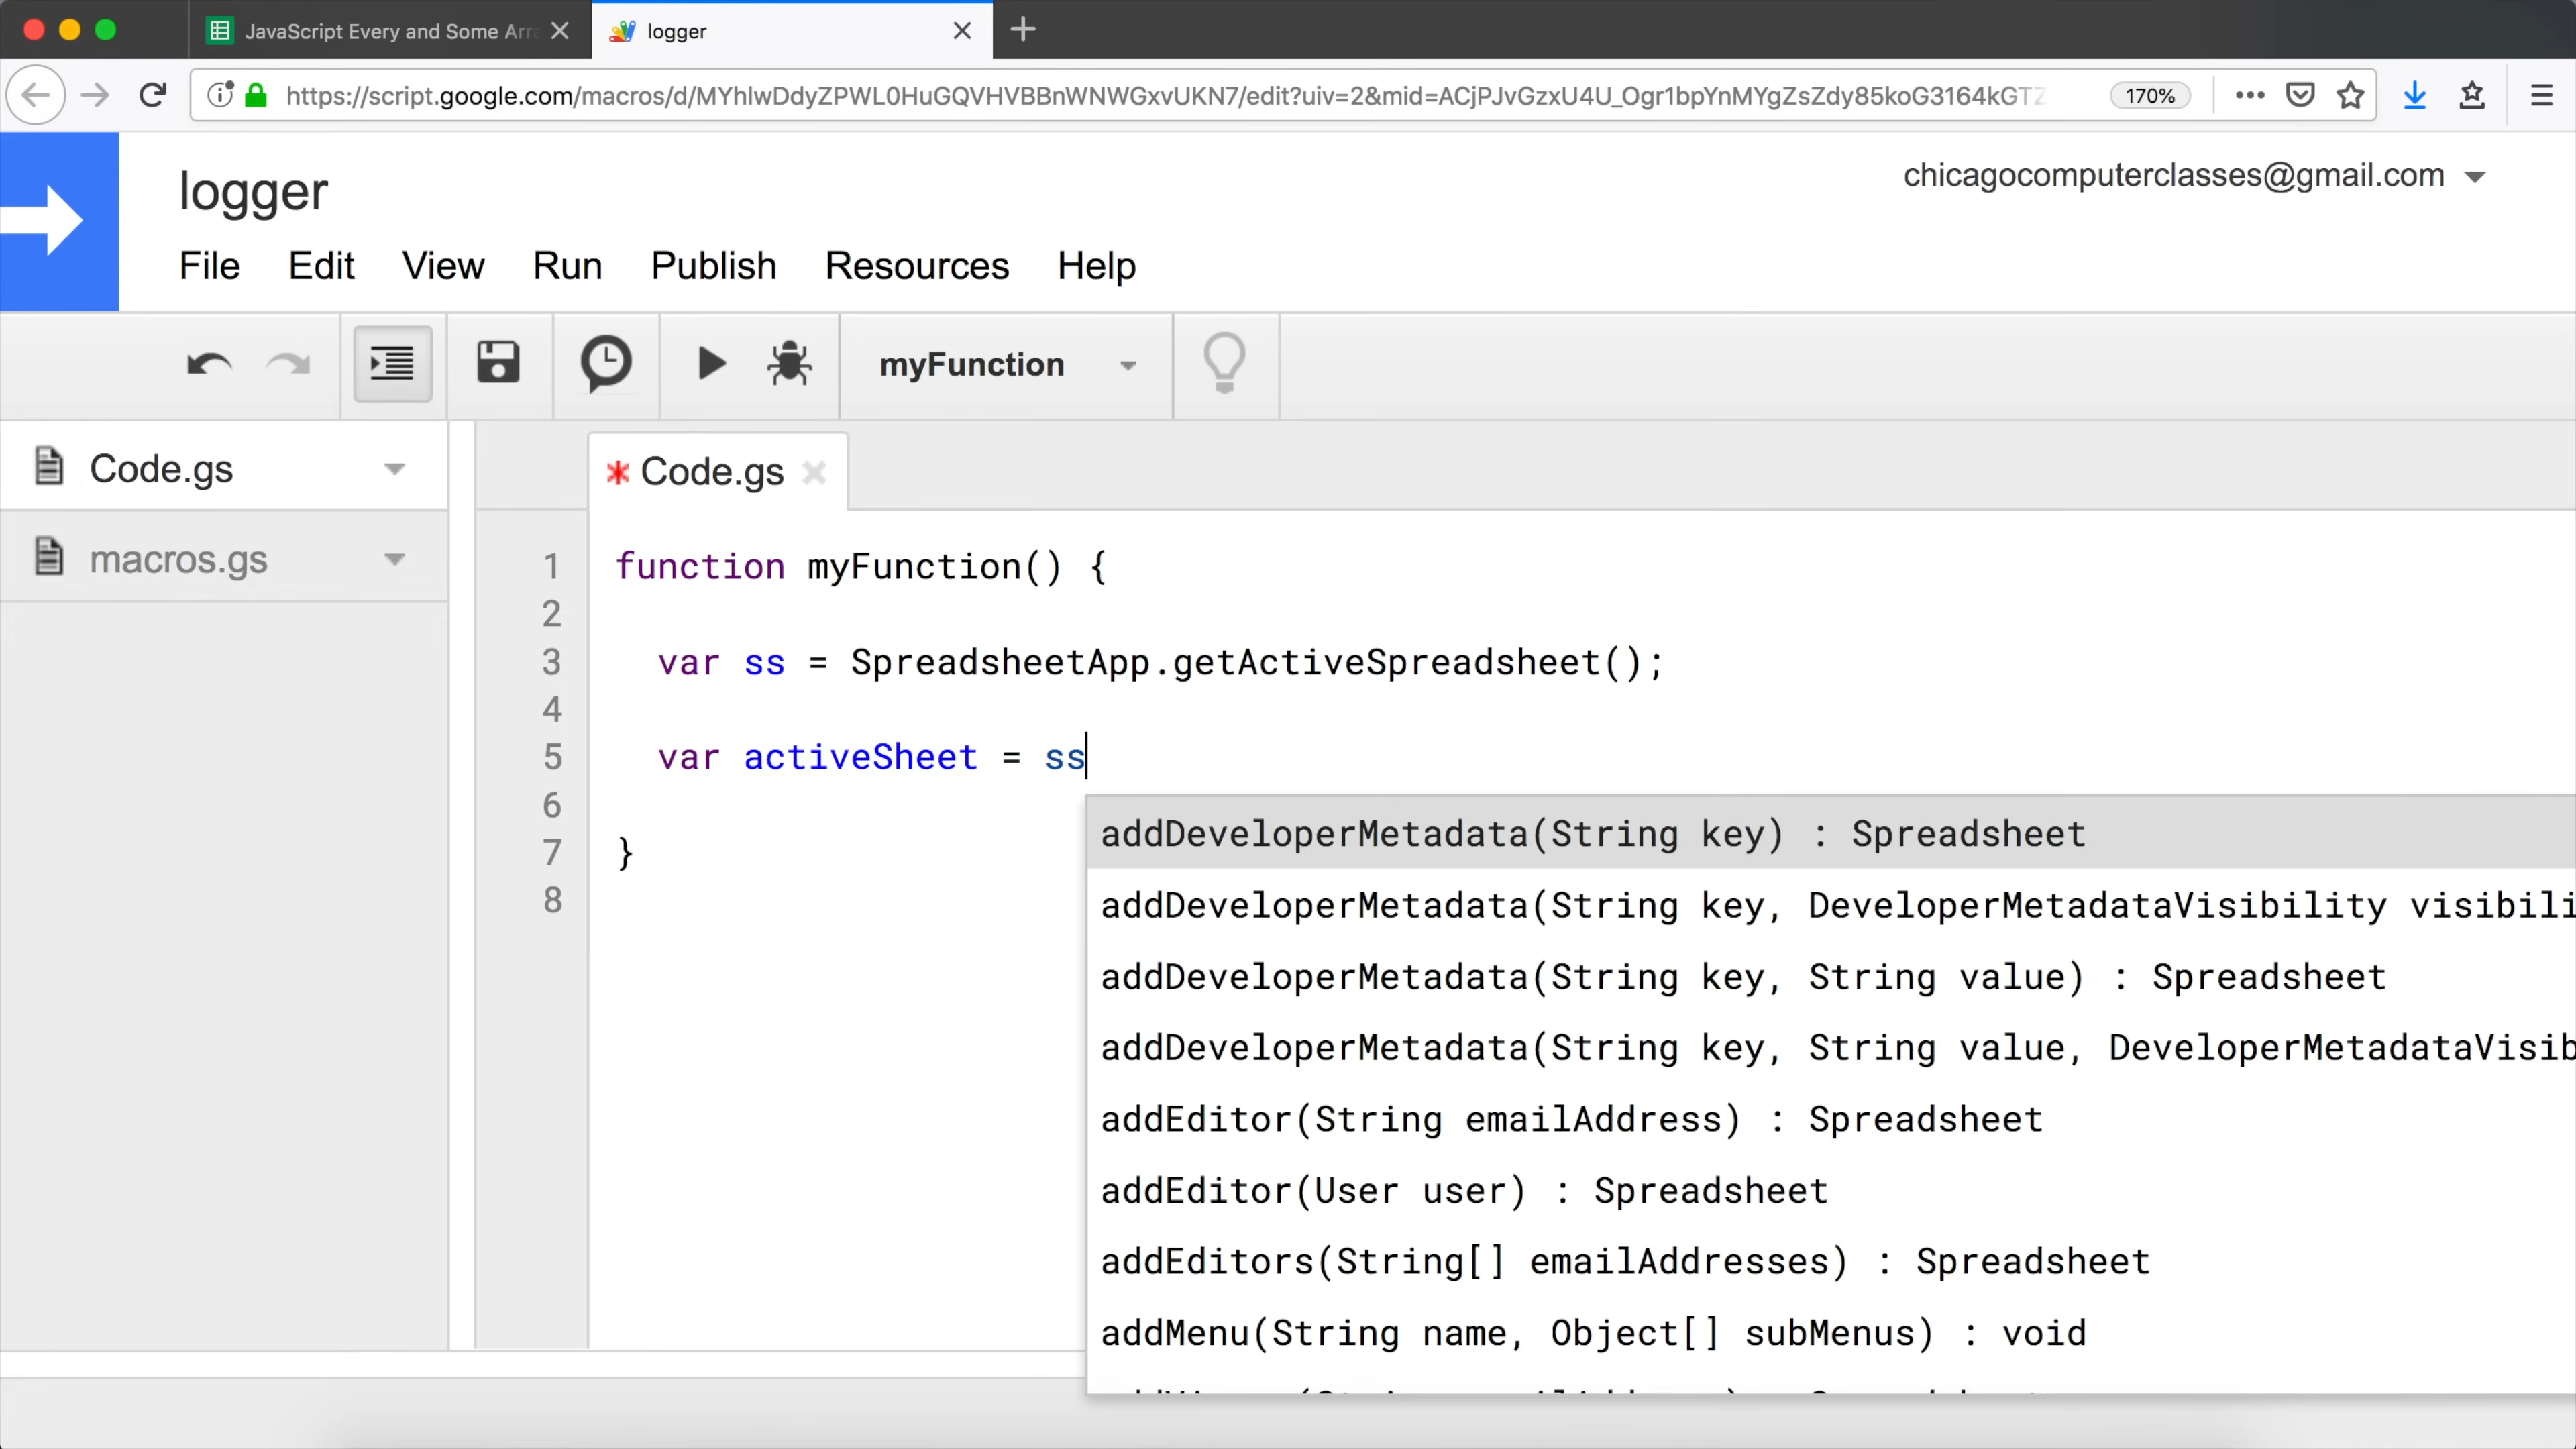 JavaScript Every and Some Arr
logger
https://script.google.com/macros/d/MYhlwDdyZPWL0HuGQVHVBBnWNWGxvUKN7/edit?uiv=2&mid=ACjPJvGzxU4U_Ogr1bpYnMYgZsZdy85koG3164kGTZ
170%
logger
chicagocomputerclasses@gmail.com
File Edit View Run Publish Resources Help
myFunction
Code.gs
macros.gs
* Code.gs
1 function myFunction() {
2
3 var ss = SpreadsheetApp.getActiveSpreadsheet();
4
5 var activeSheet = ss
6
7 }
8
addDeveloperMetadata(String key) : Spreadsheet
addDeveloperMetadata(String key, DeveloperMetadataVisibility visibili
addDeveloperMetadata(String key, String value) : Spreadsheet
addDeveloperMetadata(String key, String value, DeveloperMetadataVisib
addEditor(String emailAddress) : Spreadsheet
addEditor(User user) : Spreadsheet
addEditors(String[] emailAddresses) : Spreadsheet
addMenu(String name, Object[] subMenus) : void